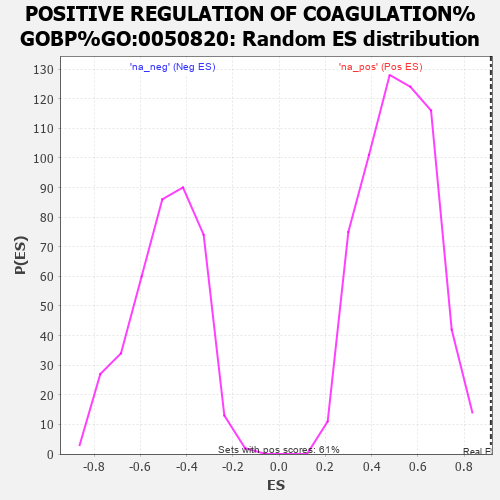 POSITIVE REGULATION OF COAGULATION%
GOBP%GO:0050820: Random ES distribution
'na_neg' (Neg ES)
'na_pos' (Pos ES)
130
120
110
100
90
80
70
60
50
40
30
20
10
0
P(ES)
Sets with pos scores: 61%
Real E
-0.8
-0.6
-0.4
-0.2
0.0
0.2
0.4
0.6
0.8
ES